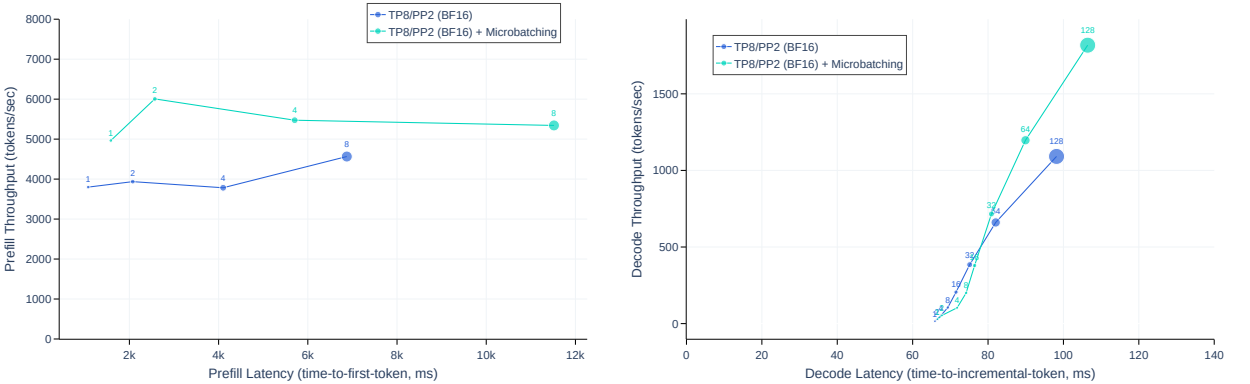 TP8/PP2 (BF16)
TP8/PP2 (BF16) + Microbatching
8000
7000
6000
5000
4000
3000
2000
1000
0
Prefill Throughput (tokens/sec)
1
2
4
8
1
2
4
8
2k
4k
6k
8k
10k
12k
Prefill Latency (time-to-first-token, ms)
TP8/PP2 (BF16)
TP8/PP2 (BF16) + Microbatching
1500
1000
500
0
Decode Throughput (tokens/sec)
128
64
128
32
32
16
8
8
4
0
20
40
60
80
100
120
140
Decode Latency (time-to-incremental-token, ms)